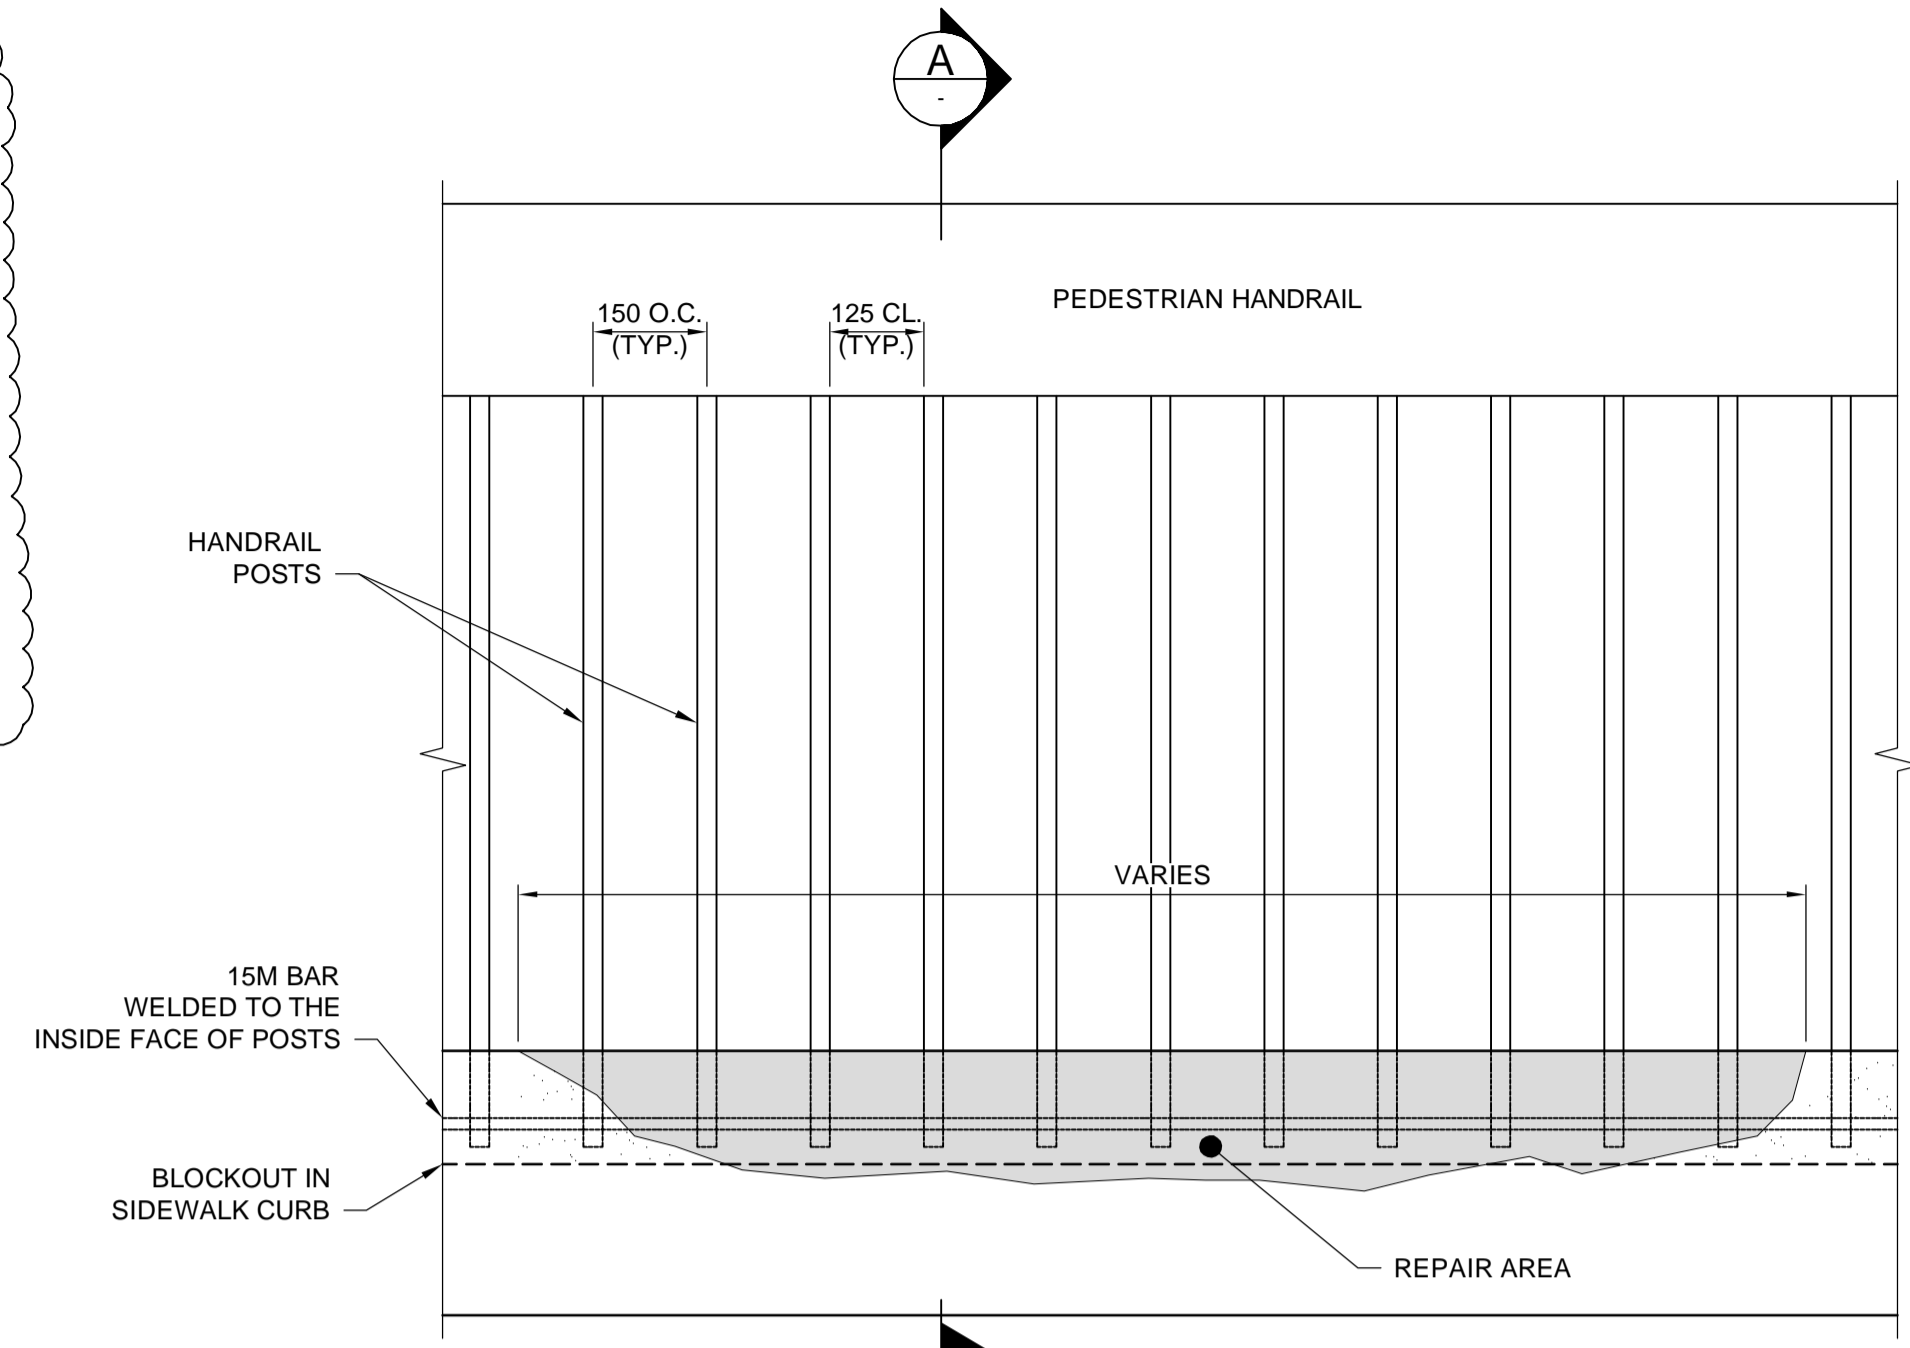 A
-
PEDESTRIAN HANDRAIL
150 O.C.
(TYP.)
125 CL.
(TYP.)
HANDRAIL
POSTS
VARIES
15M BAR
WELDED TO THE
INSIDE FACE OF POSTS
BLOCKOUT IN
SIDEWALK CURB
REPAIR AREA